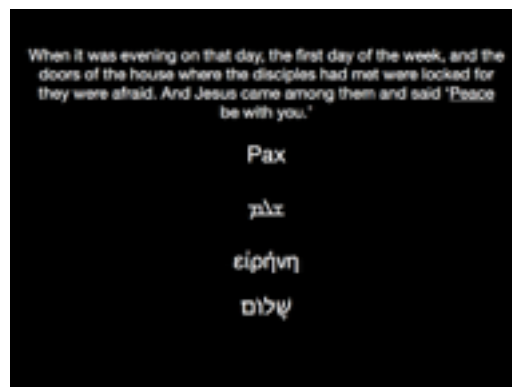 When it was evening on that day, the first day of the week, and the
doors of the house where the disciples had met were locked for
they were afraid. And Jesus came among them and said "Peace
be with you."
Pax
εἰρήνη
שָׁלוֹם